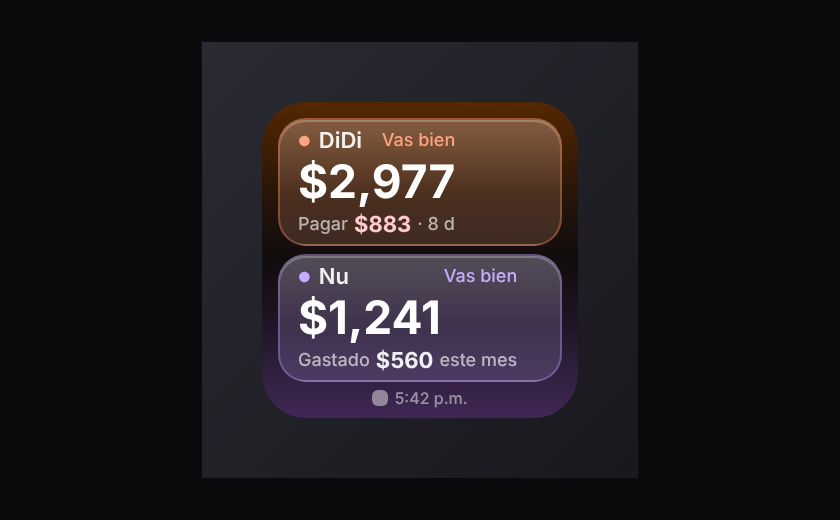 DiDi Vas bien
$2,977
Pagar $883 · 8 d
Nu Vas bien
$1,241
Gastado $560 este mes
5:42 p.m.